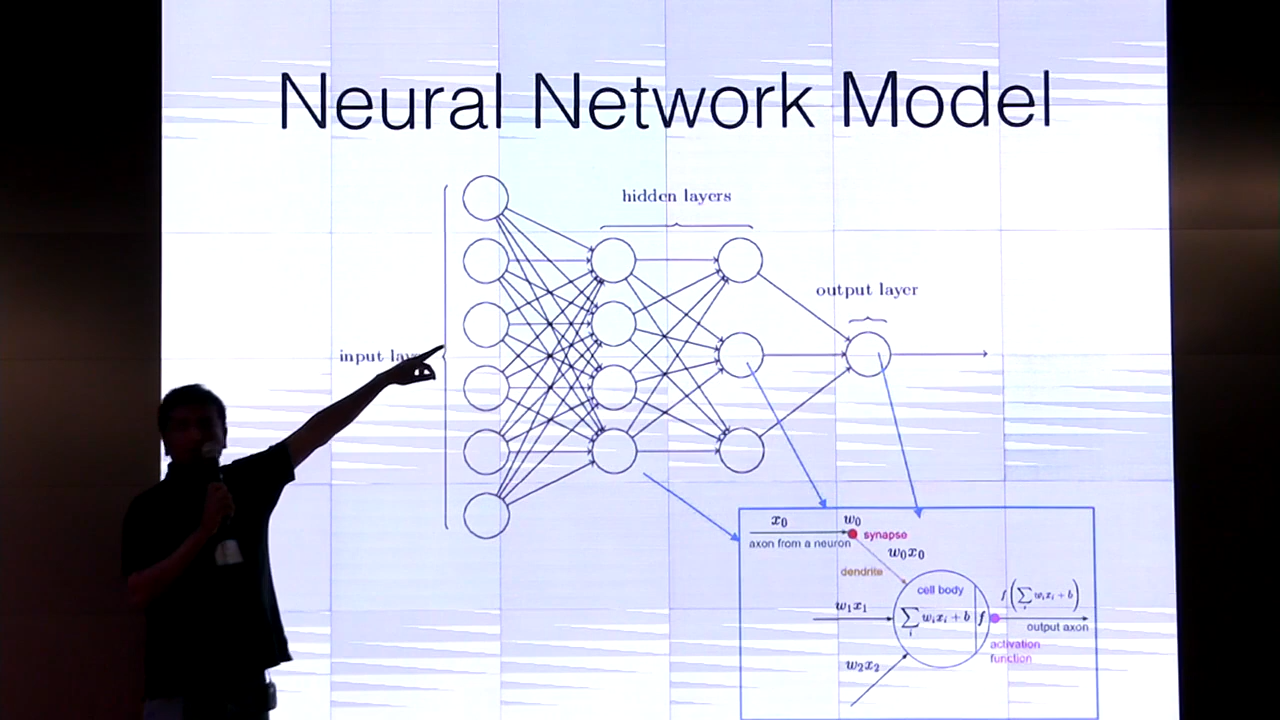 Neural Network Model
hidden layers
output layer
input
x₀
w₀
synapse
axon from a neuron
w₀x₀
dendrite
cell body
f(∑ᵢ wᵢxᵢ + b)
w₁x₁
∑ᵢ wᵢxᵢ + b
f
output axon
activation
function
w₂x₂